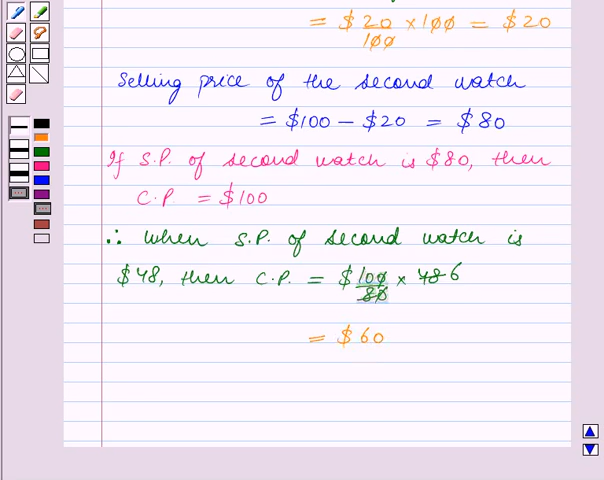 = $ 20/100 × 100 = $ 20
Selling price of the second watch
= $100 - $20 = $80
If S.P. of second watch is $80, then
C.P = $100
∴ When S.P. of second watch is
$48, then C.P. = $ 100/80 × 48 6
= $ 60